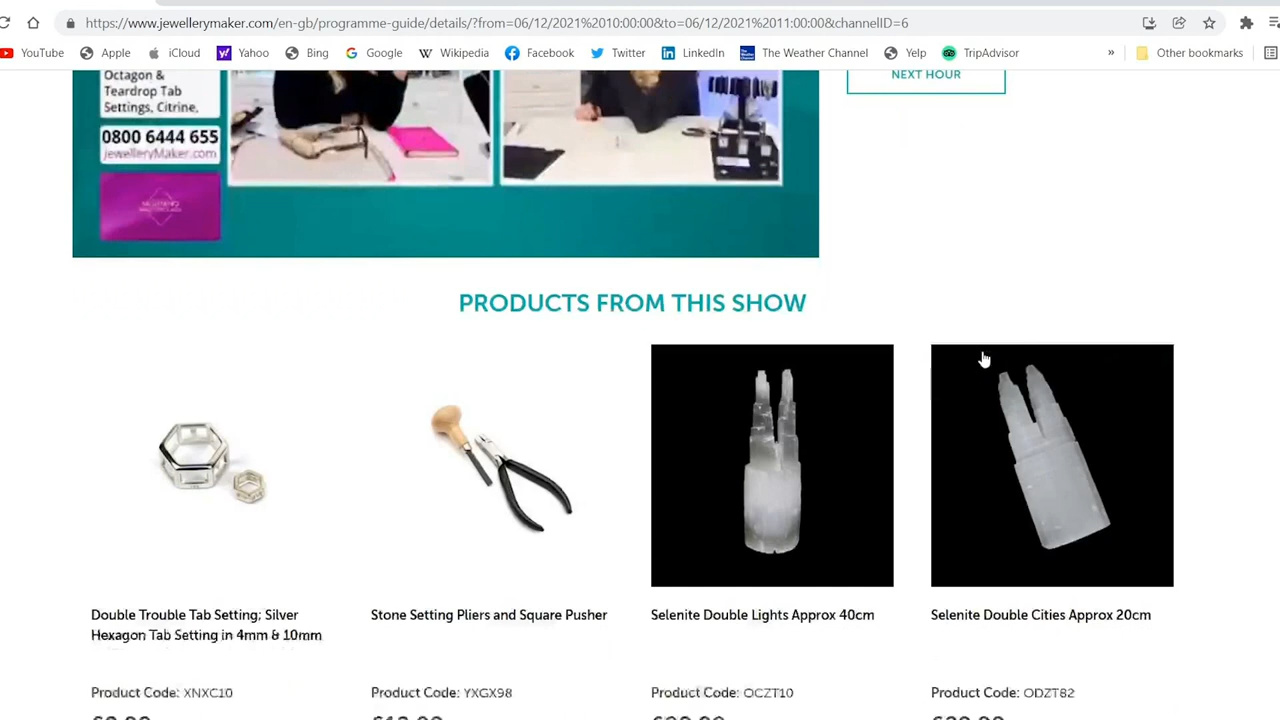 https://www.jewellerymaker.com/en-gb/programme-guide/details/?from=06/12/2021%2010:00:00&to=06/12/2021%2011:00:00&channelID=6
YouTube Apple iCloud Yahoo Bing Google Wikipedia Facebook Twitter LinkedIn The Weather Channel Yelp TripAdvisor » Other bookmarks
Octagon &
Teardrop Tab
Settings, Citrine,
0800 6444 655
jewelleryMaker.com
NEXT HOUR
PRODUCTS FROM THIS SHOW
Double Trouble Tab Setting; Silver
Hexagon Tab Setting in 4mm & 10mm
Stone Setting Pliers and Square Pusher
Selenite Double Lights Approx 40cm
Selenite Double Cities Approx 20cm
Product Code: XNXC10
Product Code: YXGX98
Product Code: OCZT10
Product Code: ODZT82